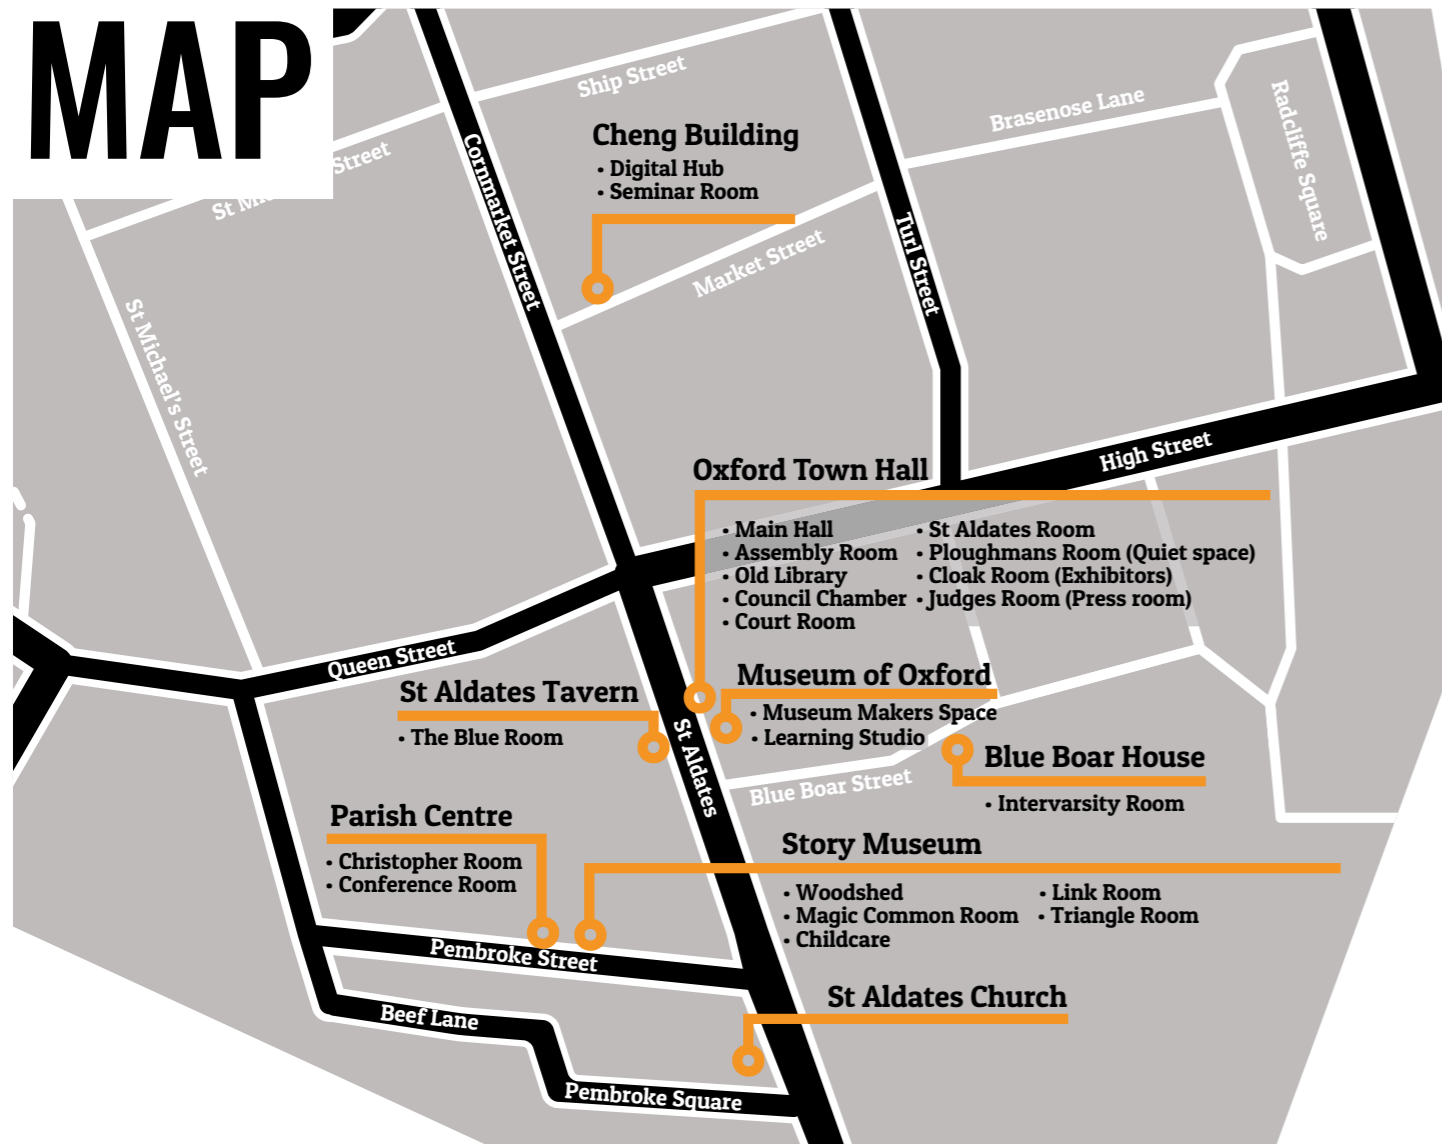 MAP
Ship Street
Brasenose Lane
Radcliffe Square
Cheng Building
• Digital Hub
• Seminar Room
Street
Cornmarket Street
Turl Street
Market Street
St Michael's Street
High Street
Oxford Town Hall
• Main Hall
• Assembly Room
• Old Library
• Council Chamber
• Court Room
• St Aldates Room
• Ploughmans Room (Quiet space)
• Cloak Room (Exhibitors)
• Judges Room (Press room)
Queen Street
St Aldates Tavern
• The Blue Room
Museum of Oxford
• Museum Makers Space
• Learning Studio
St Aldates
Blue Boar Street
Blue Boar House
• Intervarsity Room
Parish Centre
• Christopher Room
• Conference Room
Story Museum
• Woodshed
• Magic Common Room
• Childcare
• Link Room
• Triangle Room
Pembroke Street
St Aldates Church
Beef Lane
Pembroke Square